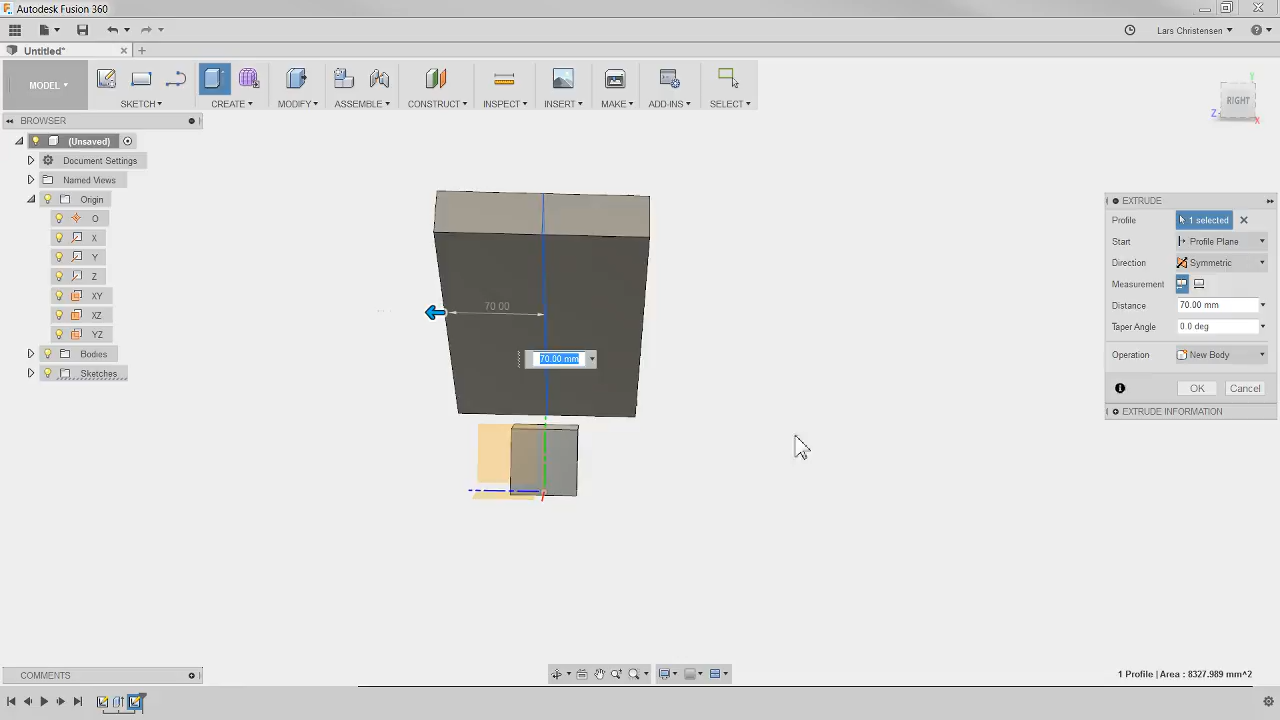 Autodesk Fusion 360
Lars Christensen
Untitled*
MODEL
SKETCH
CREATE
MODIFY
ASSEMBLE
CONSTRUCT
INSPECT
INSERT
MAKE
ADD-INS
SELECT
Y
RIGHT
Z
X
BROWSER
(Unsaved)
Document Settings
Named Views
Origin
O
X
Y
Z
XY
XZ
YZ
Bodies
Sketches
70.00
70.00 mm
EXTRUDE
Profile 1 selected
Start Profile Plane
Direction Symmetric
Measurement
Distance 70.00 mm
Taper Angle 0.0 deg
Operation New Body
OK Cancel
EXTRUDE INFORMATION
COMMENTS
1 Profile | Area : 8327.989 mm^2